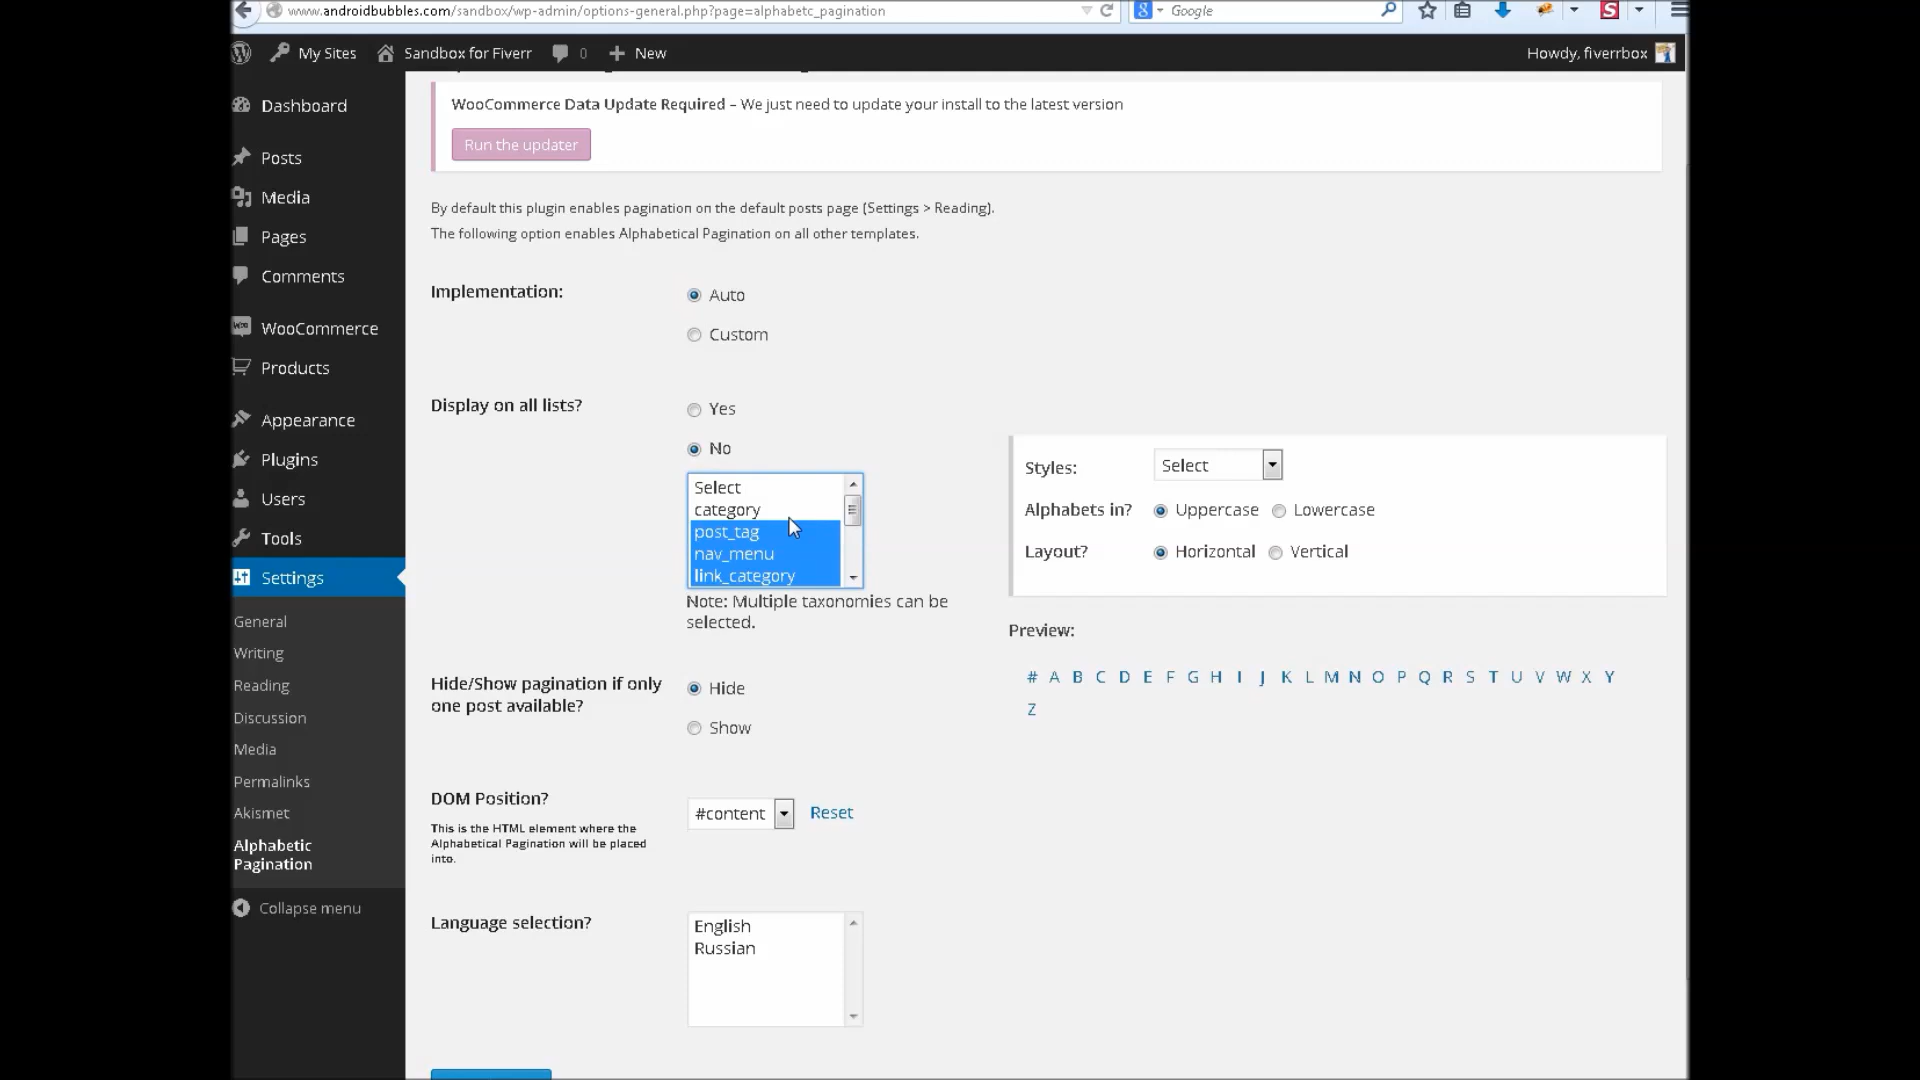 www.androidbubbles.com/sandbox/wp-admin/options-general.php?page=alphabetc_pagination
Google
My Sites
Sandbox for Fiverr
0
New
Howdy, fiverrbox
Dashboard
Posts
Media
Pages
Comments
WooCommerce
Products
Appearance
Plugins
Users
Tools
Settings
General
Writing
Reading
Discussion
Media
Permalinks
Akismet
Alphabetic
Pagination
Collapse menu
WooCommerce Data Update Required – We just need to update your install to the latest version
Run the updater
By default this plugin enables pagination on the default posts page (Settings > Reading).
The following option enables Alphabetical Pagination on all other templates.
Implementation:
Auto
Custom
Display on all lists?
Yes
No
Select
category
post_tag
nav_menu
link_category
Note: Multiple taxonomies can be
selected.
Styles:
Select
Alphabets in?
Uppercase
Lowercase
Layout?
Horizontal
Vertical
Preview:
# A B C D E F G H I J K L M N O P Q R S T U V W X Y
Z
Hide/Show pagination if only
one post available?
Hide
Show
DOM Position?
This is the HTML element where the
Alphabetical Pagination will be placed
into.
#content
Reset
Language selection?
English
Russian